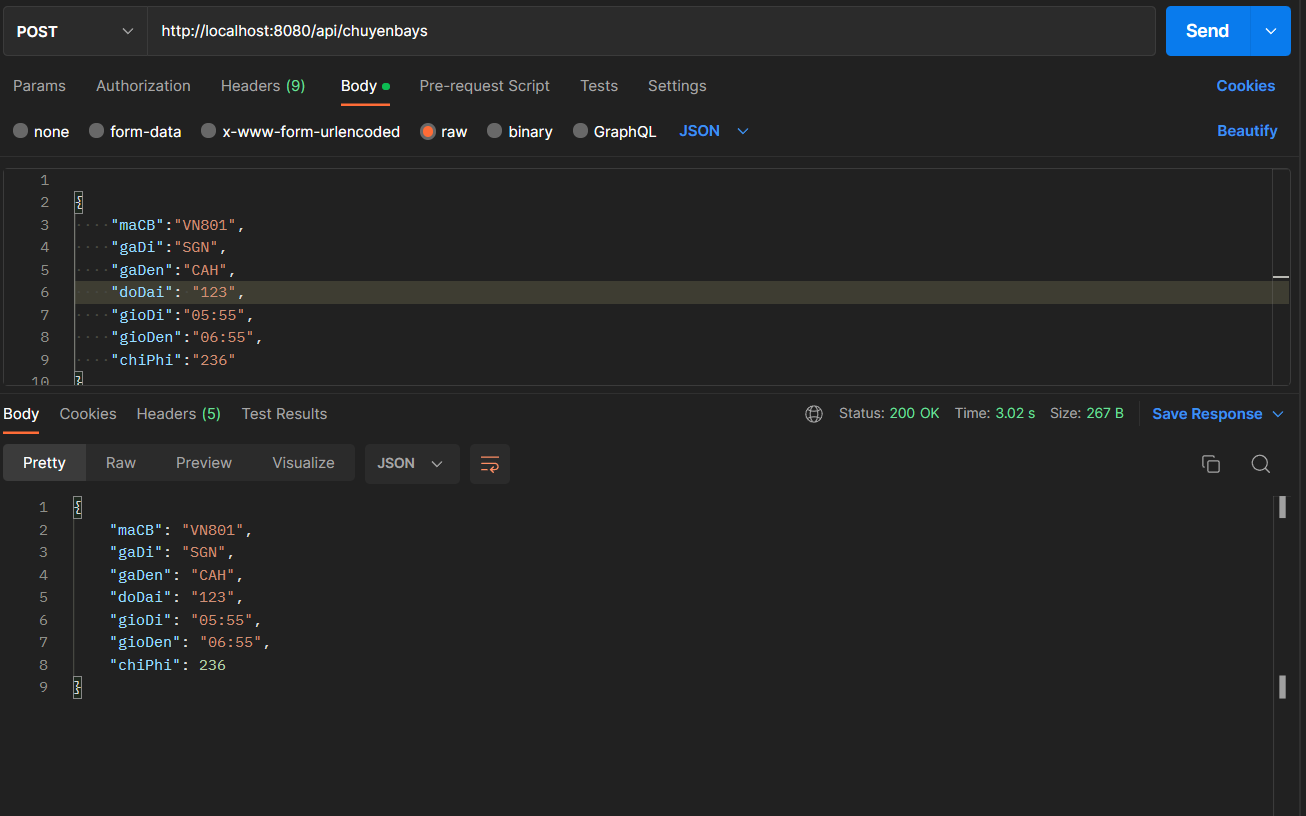 POST http://localhost:8080/api/chuyenbays Send
Params Authorization Headers (9) Body Pre-request Script Tests Settings Cookies
none form-data x-www-form-urlencoded raw binary GraphQL JSON Beautify
1
2 {
3 "maCB":"VN801",
4 "gaDi":"SGN",
5 "gaDen":"CAH",
6 "doDai": "123",
7 "gioDi":"05:55",
8 "gioDen":"06:55",
9 "chiPhi":"236"
10 }
Body Cookies Headers (5) Test Results Status: 200 OK Time: 3.02 s Size: 267 B Save Response
Pretty Raw Preview Visualize JSON
1 {
2 "maCB": "VN801",
3 "gaDi": "SGN",
4 "gaDen": "CAH",
5 "doDai": "123",
6 "gioDi": "05:55",
7 "gioDen": "06:55",
8 "chiPhi": 236
9 }